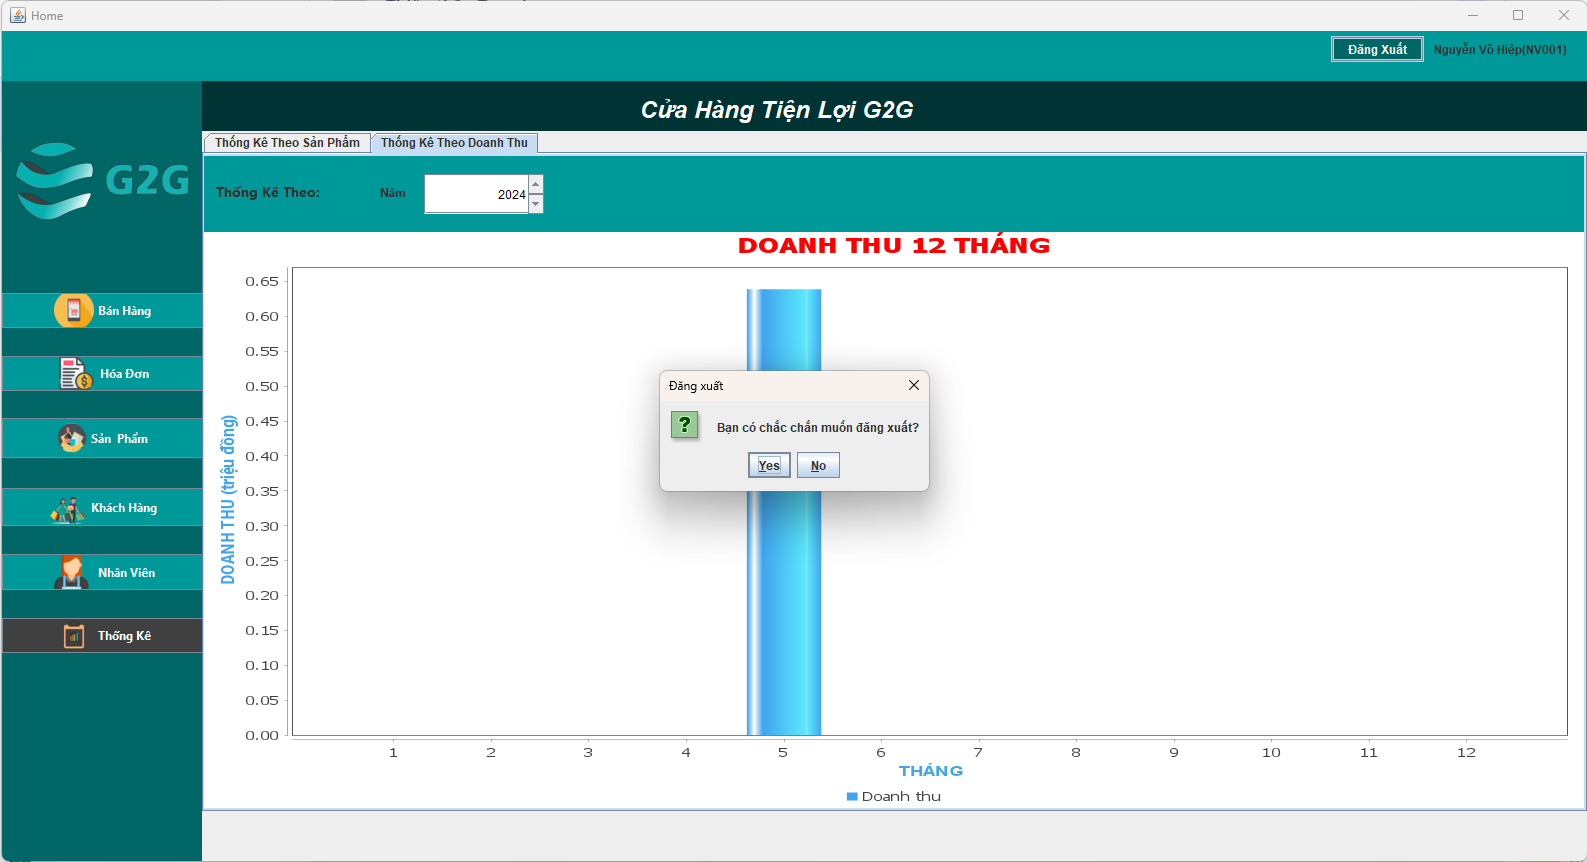 Home
Đăng Xuất
Nguyễn Võ Hiệp(NV001)
Cửa Hàng Tiện Lợi G2G
G2G
Bán Hàng
Hóa Đơn
Sản Phẩm
Khách Hàng
Nhân Viên
Thống Kê
Thống Kê Theo Sản Phẩm
Thống Kê Theo Doanh Thu
Thống Kê Theo:
Năm
2024
DOANH THU 12 THÁNG
DOANH THU (triệu đồng)
0.65
0.60
0.55
0.50
0.45
0.40
0.35
0.30
0.25
0.20
0.15
0.10
0.05
0.00
1 2 3 4 5 6 7 8 9 10 11 12
THÁNG
Doanh thu
Đăng xuất
?
Bạn có chắc chắn muốn đăng xuất?
Yes
No